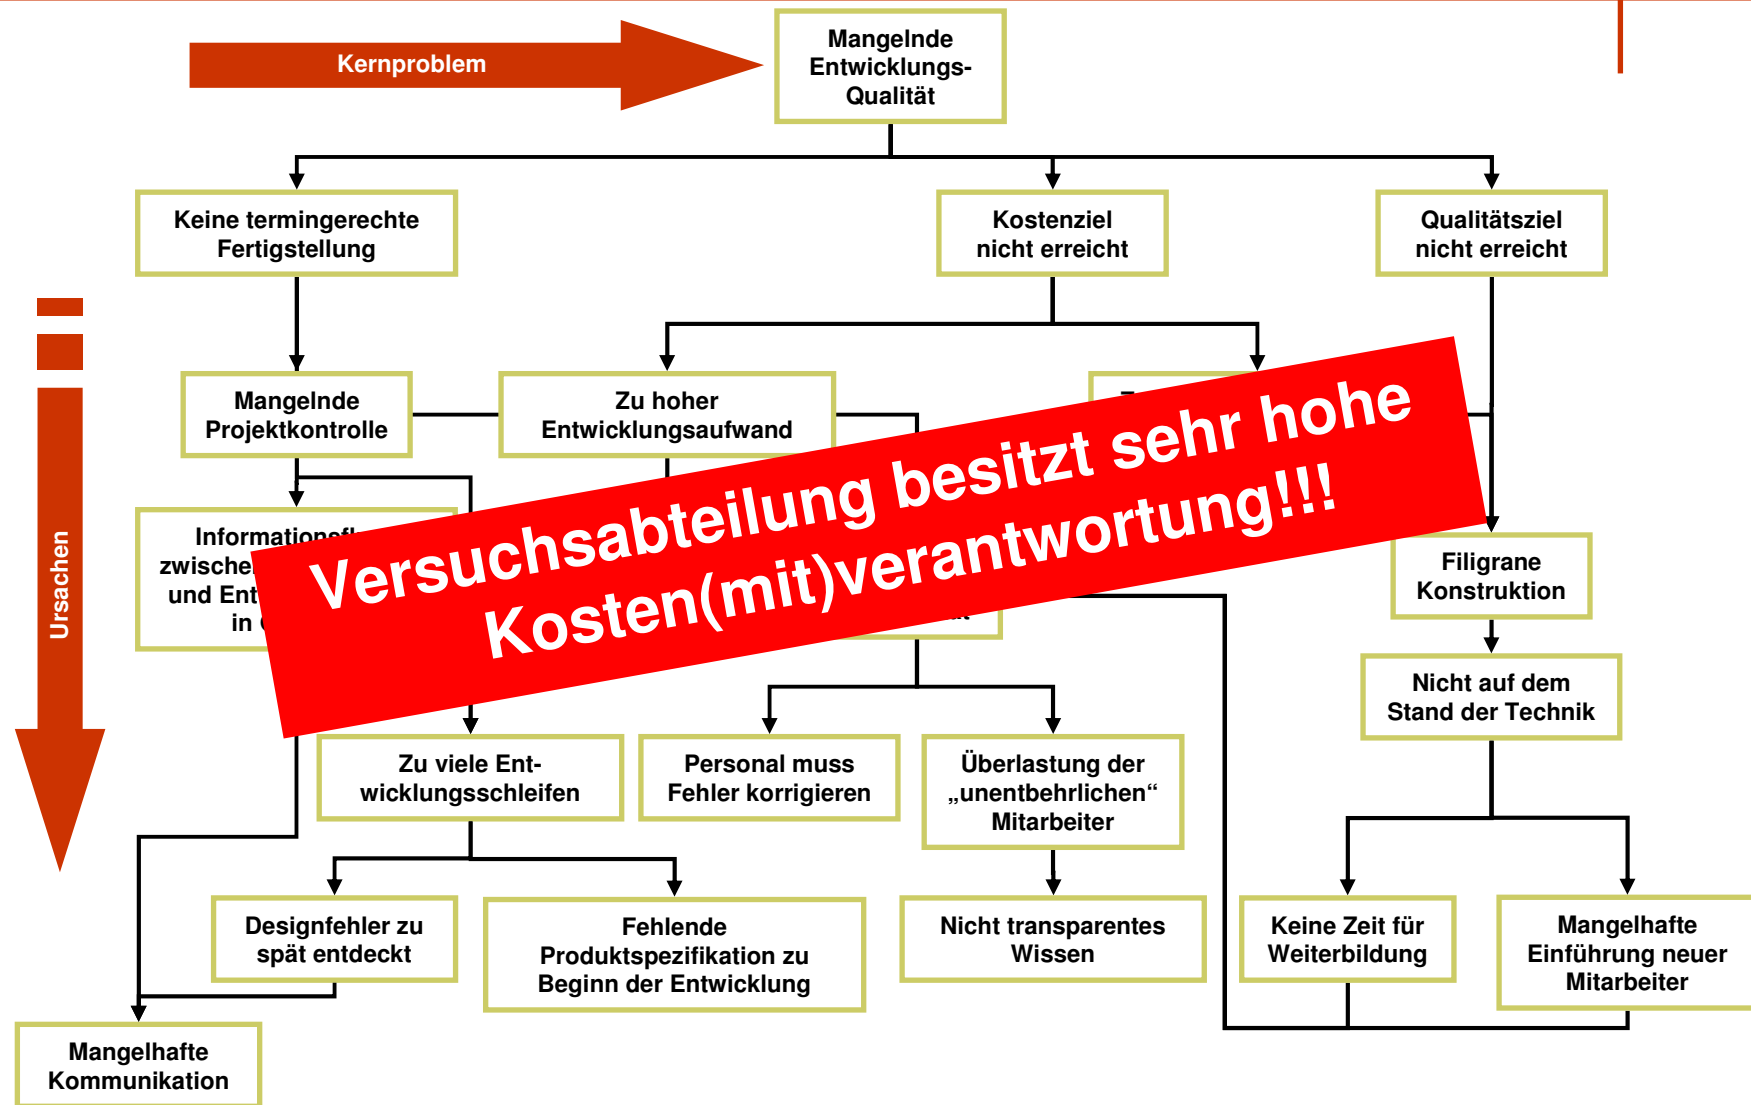 Kernproblem
Mangelnde
Entwicklungs-
Qualität
Keine termingerechte
Fertigstellung
Kostenziel
nicht erreicht
Qualitätsziel
nicht erreicht
Mangelnde
Projektkontrolle
Zu hoher
Entwicklungsaufwand
Versuchsabteilung besitzt sehr hohe
Kosten(mit)verantwortung!!!
Ursachen
und
in
Filigrane
Konstruktion
Nicht auf dem
Stand der Technik
Zu viele Ent-
wicklungsschleifen
Personal muss
Fehler korrigieren
Überlastung der
„unentbehrlichen“
Mitarbeiter
Designfehler zu
spät entdeckt
Fehlende
Produktspezifikation zu
Beginn der Entwicklung
Nicht transparentes
Wissen
Keine Zeit für
Weiterbildung
Mangelhafte
Einführung neuer
Mitarbeiter
Mangelhafte
Kommunikation